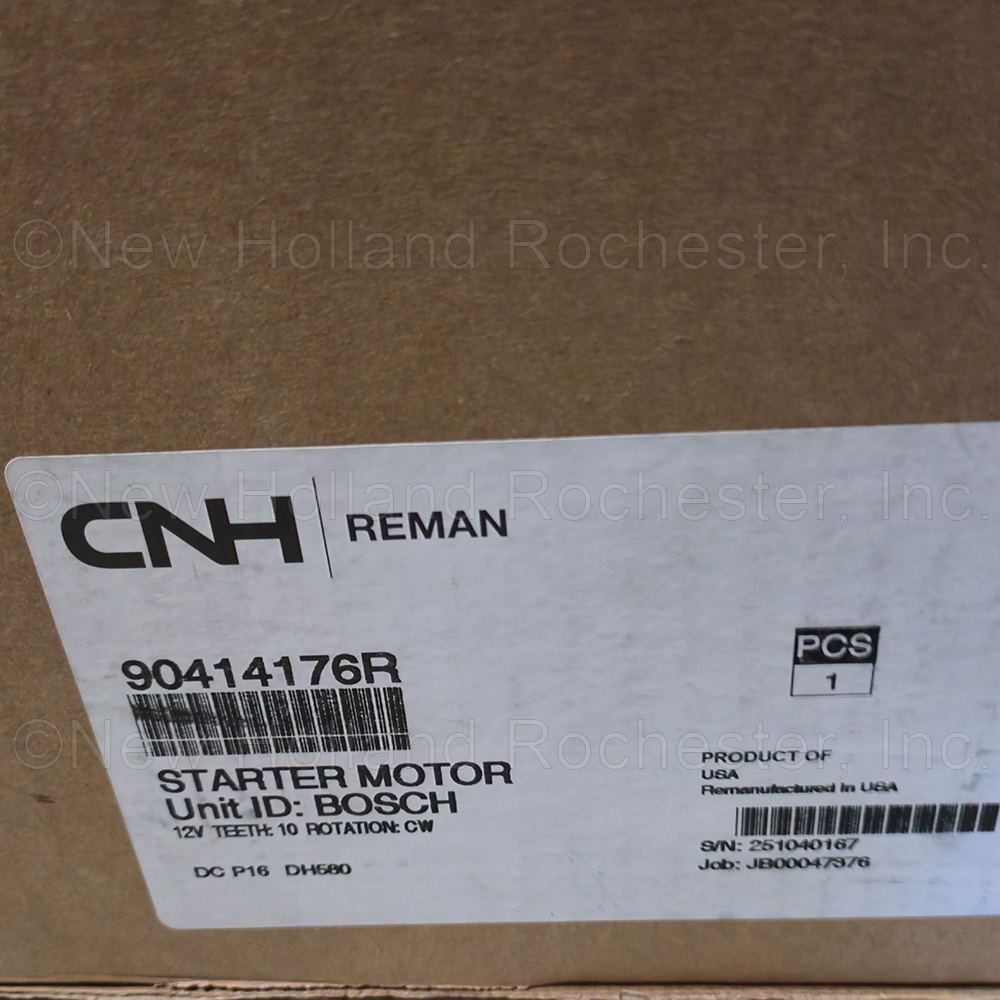 ©New Holland Rochester, Inc.
©New Holland Rochester, Inc.
CNH REMAN
90414176R
PCS
1
©New Holland Rochester, Inc.
STARTER MOTOR
Unit ID: BOSCH
12V TEETH: 10 ROTATION: CW
DC P16 DH580
PRODUCT OF
USA
Remanufactured in USA
S/N: 251040167
Job: JB00047976